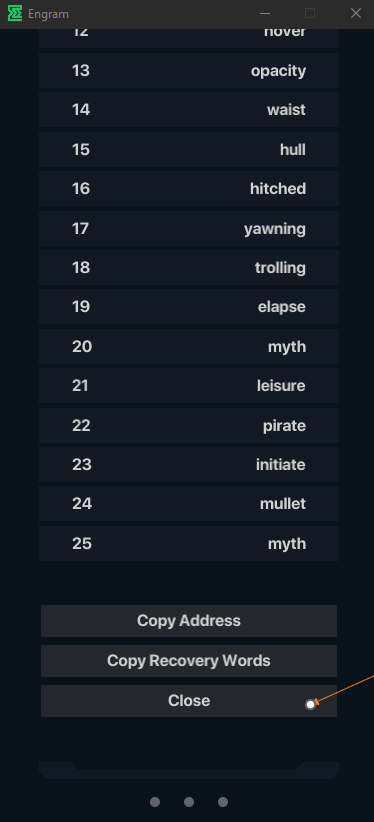 Engram
12 hover
13 opacity
14 waist
15 hull
16 hitched
17 yawning
18 trolling
19 elapse
20 myth
21 leisure
22 pirate
23 initiate
24 mullet
25 myth
Copy Address
Copy Recovery Words
Close